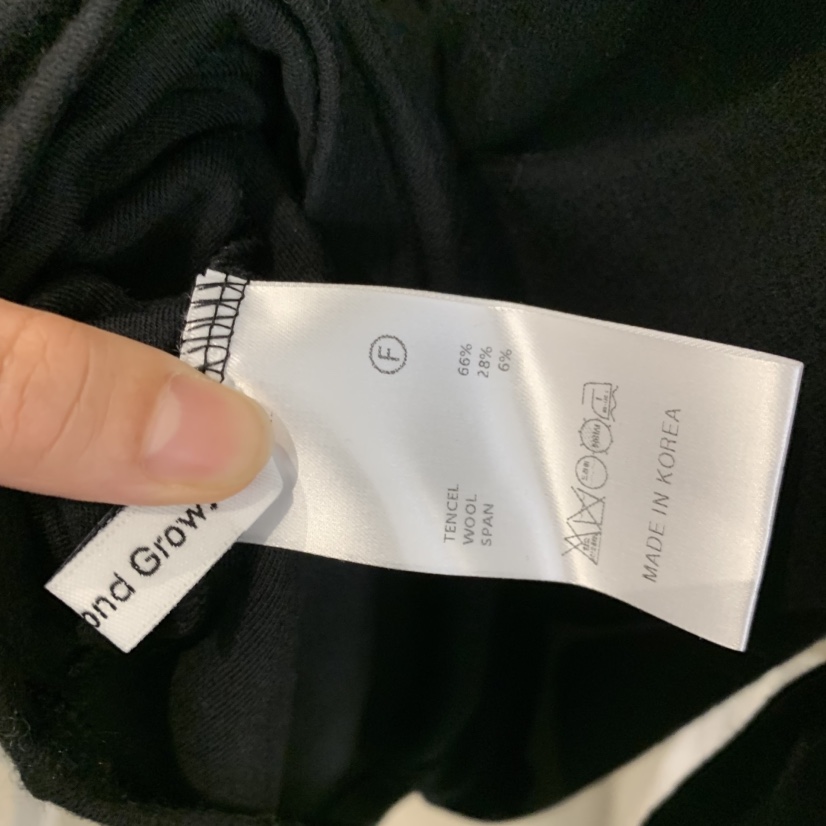 F
TENCEL 66%
WOOL 28%
SPAN 6%
MADE IN KOREA
ond Grow